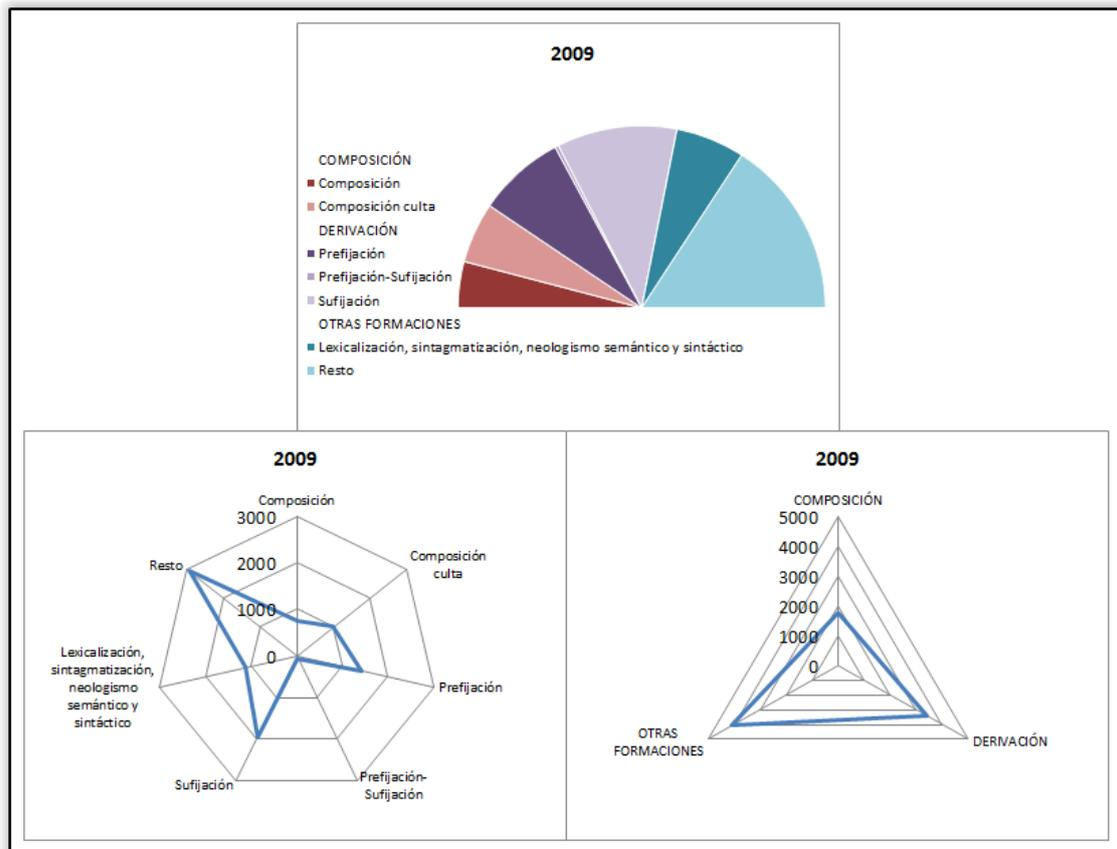 2009
COMPOSICIÓN
Composición
Composición culta
DERIVACIÓN
Prefijación
Prefijación-Sufijación
Sufijación
OTRAS FORMACIONES
Lexicalización, sintagmatización, neologismo semántico y sintáctico
Resto
2009
Composición
3000
2000
1000
0
Composición
culta
Prefijación
Prefijación-
Sufijación
Sufijación
Lexicalización,
sintagmatización,
neologismo
semántico y
sintáctico
Resto
2009
COMPOSICIÓN
5000
4000
3000
2000
1000
0
DERIVACIÓN
OTRAS
FORMACIONES